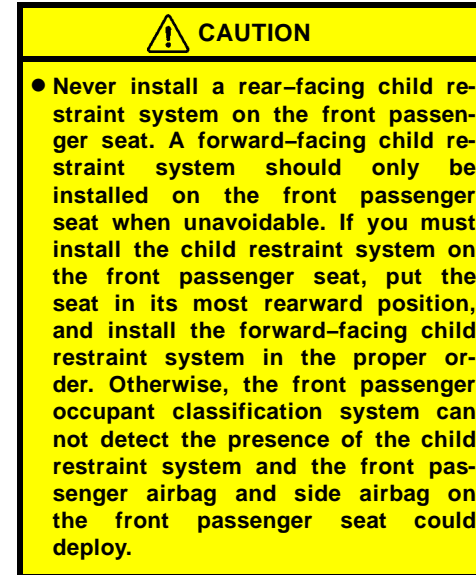 CAUTION
● Never install a rear–facing child re-
straint system on the front passen-
ger seat. A forward–facing child re-
straint system should only be
installed on the front passenger
seat when unavoidable. If you must
install the child restraint system on
the front passenger seat, put the
seat in its most rearward position,
and install the forward–facing child
restraint system in the proper or-
der. Otherwise, the front passenger
occupant classification system can
not detect the presence of the child
restraint system and the front pas-
senger airbag and side airbag on
the front passenger seat could
deploy.